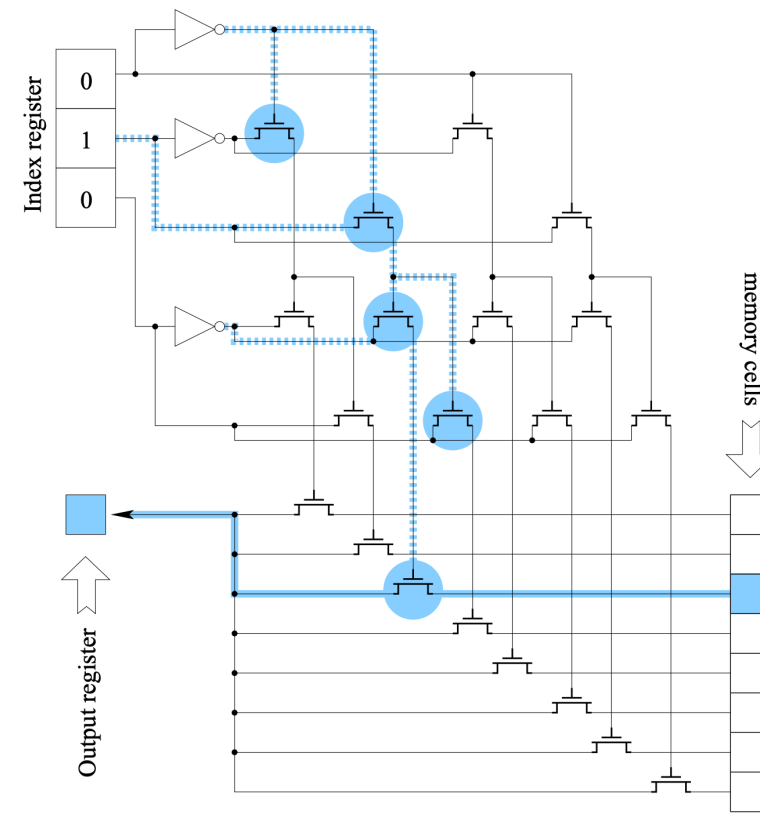 Index register
0
1
0
memory cells
Output register